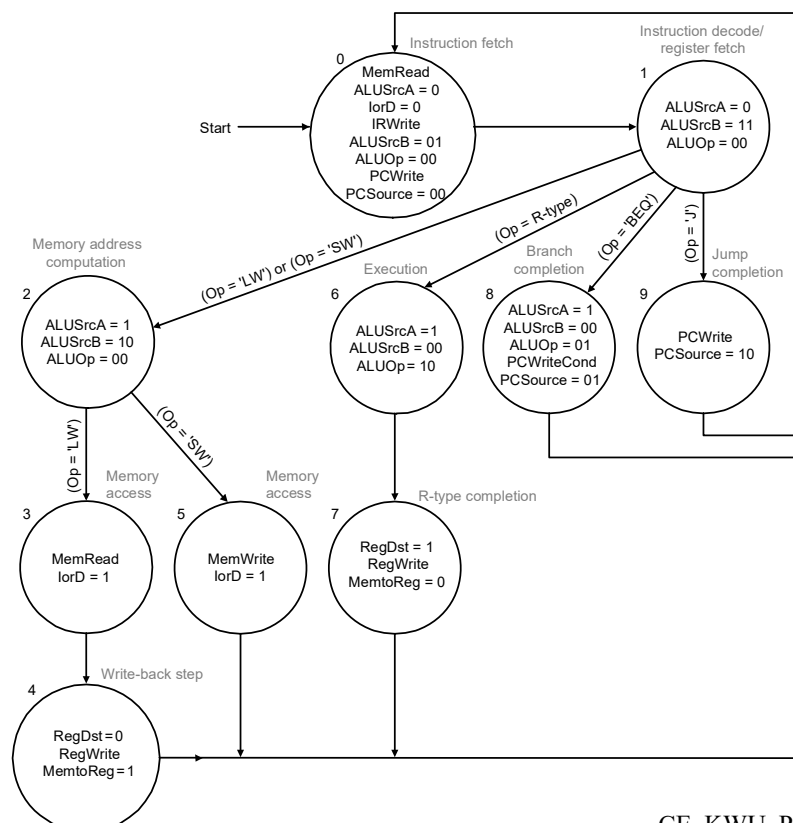 Instruction fetch
0
MemRead
ALUSrcA = 0
IorD = 0
IRWrite
ALUSrcB = 01
ALUOp = 00
PCWrite
PCSource = 00
Start
Instruction decode/
register fetch
1
ALUSrcA = 0
ALUSrcB = 11
ALUOp = 00
(Op = 'LW') or (Op = 'SW')
(Op = R-type)
(Op = 'BEQ')
(Op = 'J')
Memory address
computation
2
ALUSrcA = 1
ALUSrcB = 10
ALUOp = 00
Execution
6
ALUSrcA = 1
ALUSrcB = 00
ALUOp = 10
Branch
completion
8
ALUSrcA = 1
ALUSrcB = 00
ALUOp = 01
PCWriteCond
PCSource = 01
Jump
completion
9
PCWrite
PCSource = 10
(Op = 'LW')
(Op = 'SW')
Memory
access
3
MemRead
IorD = 1
Memory
access
5
MemWrite
IorD = 1
R-type completion
7
RegDst = 1
RegWrite
MemtoReg = 0
Write-back step
4
RegDst = 0
RegWrite
MemtoReg = 1